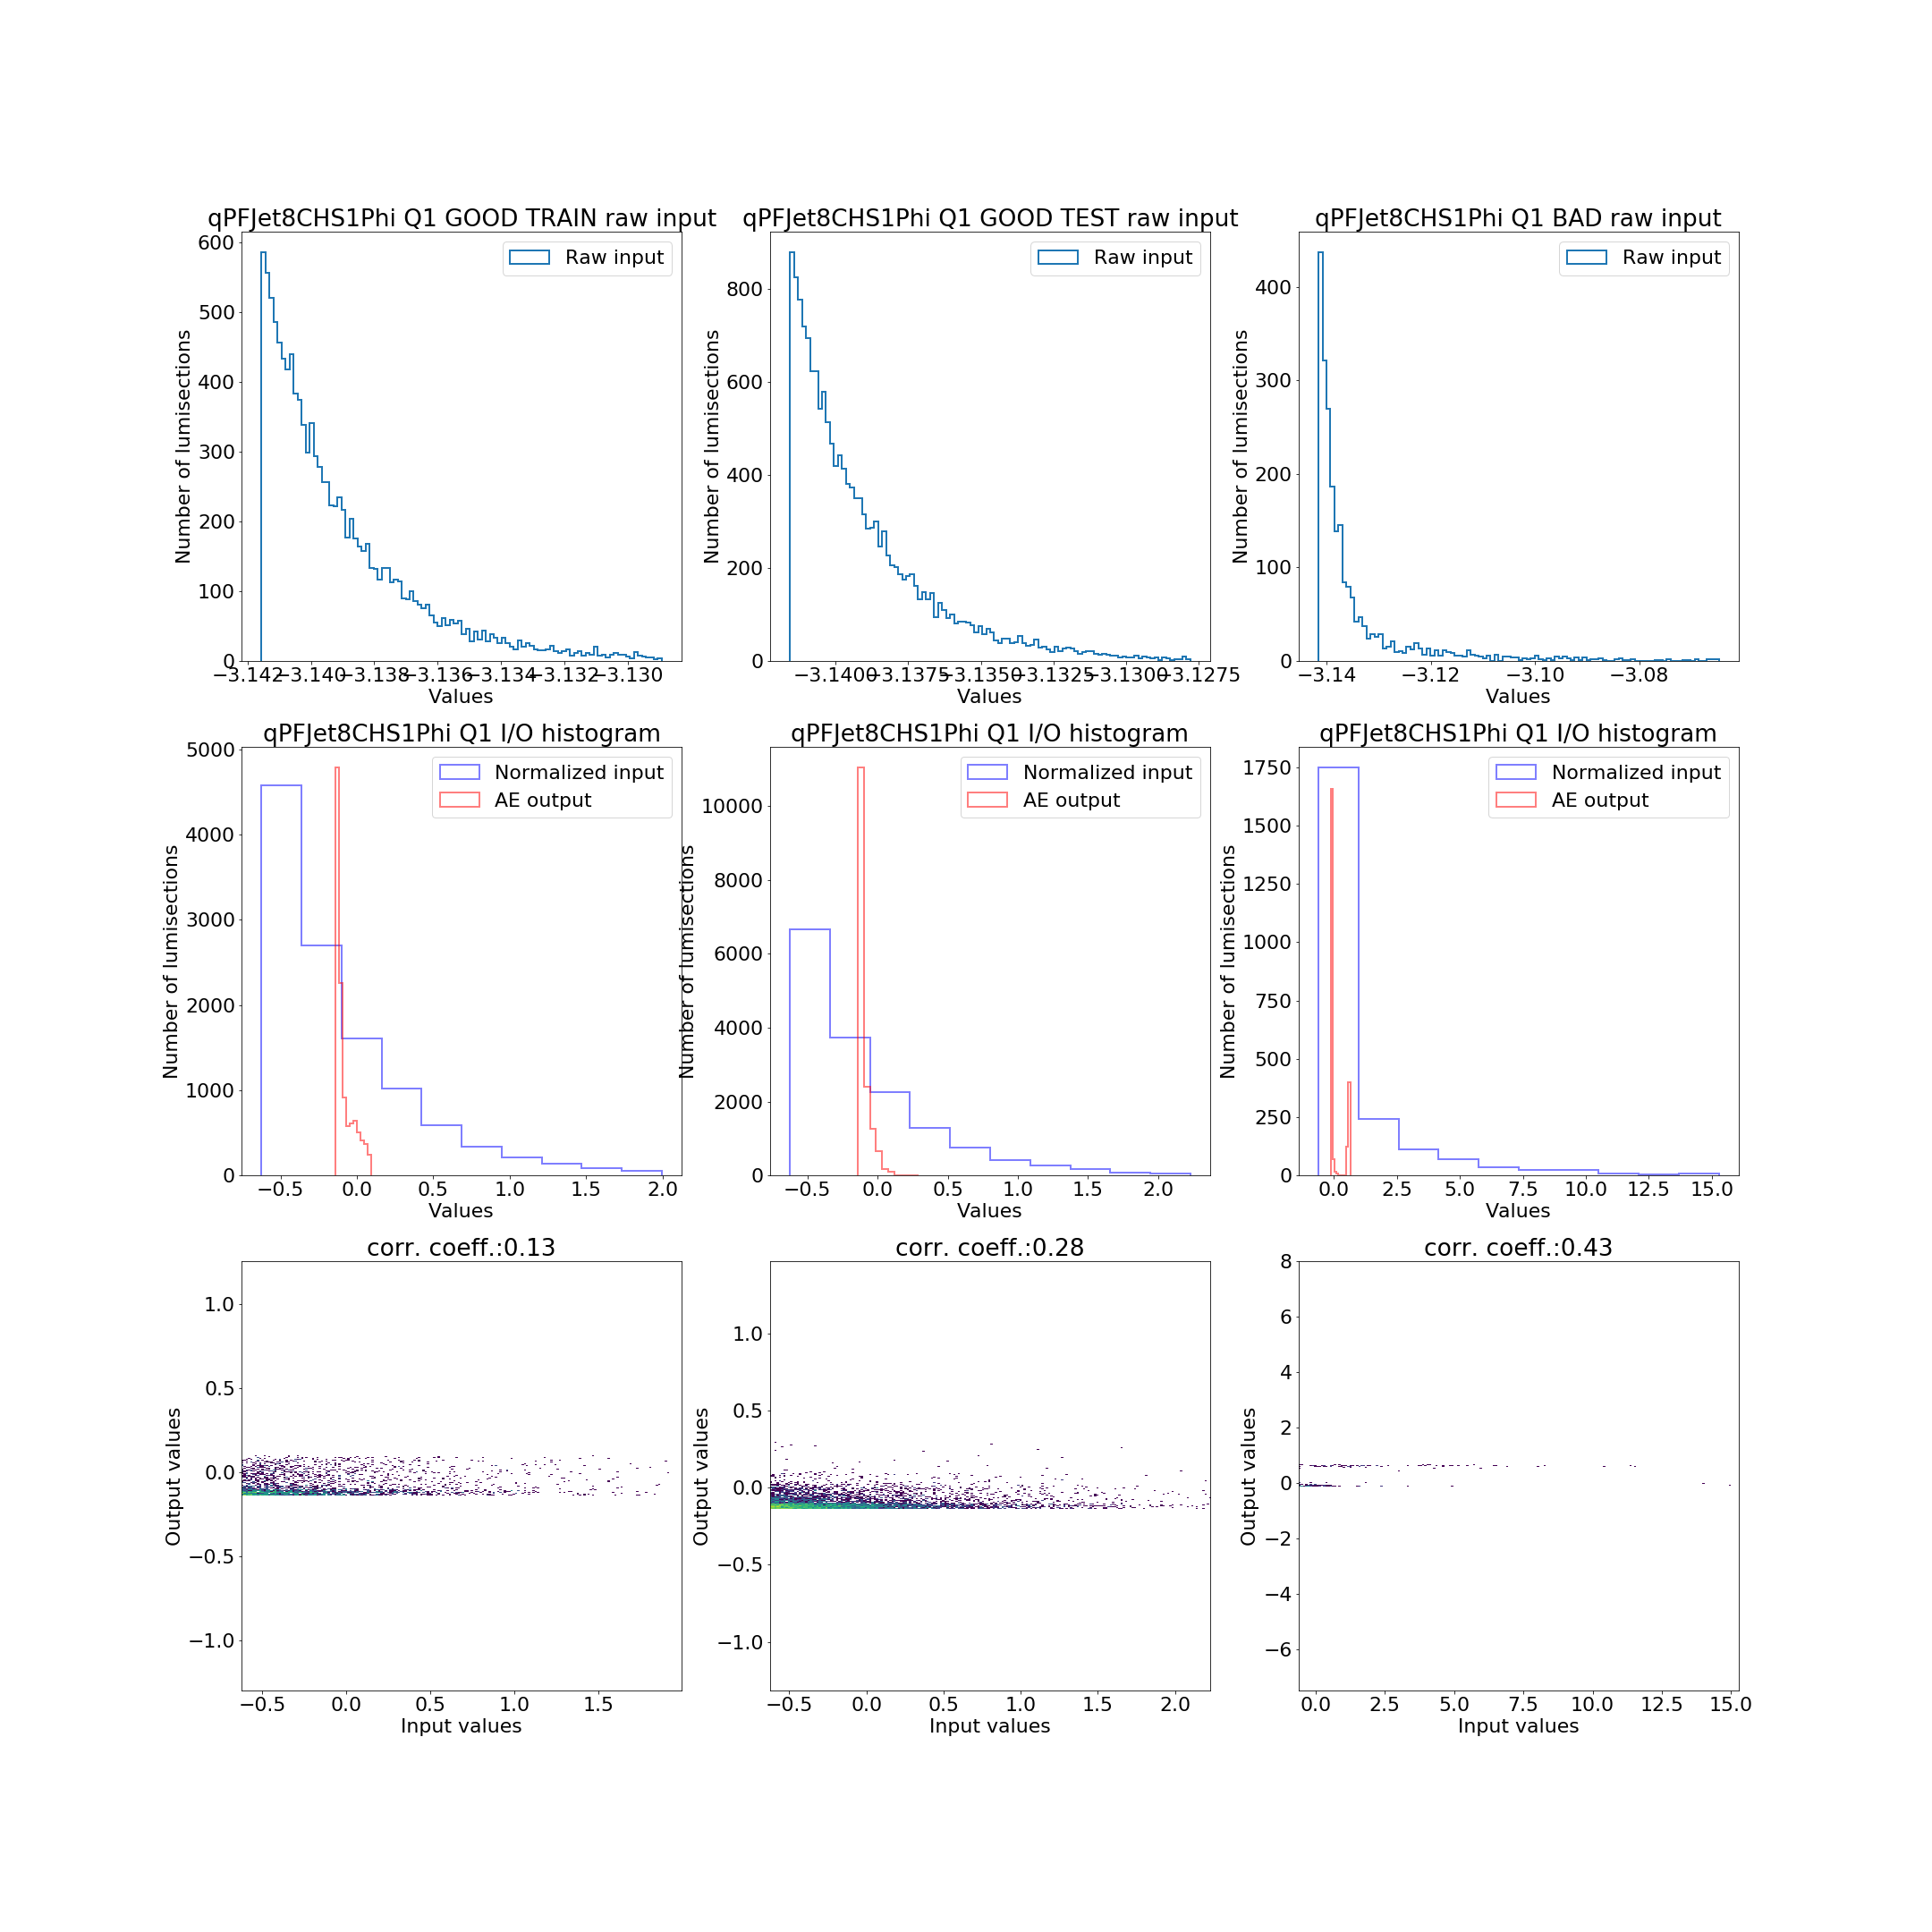 qPFJet8CHS1Phi Q1 GOOD TRAIN raw input
Number of lumisections
600
500
400
300
200
100
0
Raw input
−3.142 −3.140 −3.138 −3.136 −3.134 −3.132 −3.130
Values
qPFJet8CHS1Phi Q1 GOOD TEST raw input
Number of lumisections
800
600
400
200
0
Raw input
−3.1400 −3.1375 −3.1350 −3.1325 −3.1300 −3.1275
Values
qPFJet8CHS1Phi Q1 BAD raw input
Number of lumisections
400
300
200
100
0
Raw input
−3.14 −3.12 −3.10 −3.08
Values
qPFJet8CHS1Phi Q1 I/O histogram
Number of lumisections
5000
4000
3000
2000
1000
0
Normalized input
AE output
−0.5 0.0 0.5 1.0 1.5 2.0
Values
qPFJet8CHS1Phi Q1 I/O histogram
Number of lumisections
10000
8000
6000
4000
2000
0
Normalized input
AE output
−0.5 0.0 0.5 1.0 1.5 2.0
Values
qPFJet8CHS1Phi Q1 I/O histogram
Number of lumisections
1750
1500
1250
1000
750
500
250
0
Normalized input
AE output
0.0 2.5 5.0 7.5 10.0 12.5 15.0
Values
corr. coeff.:0.13
Output values
1.0
0.5
0.0
−0.5
−1.0
−0.5 0.0 0.5 1.0 1.5
Input values
corr. coeff.:0.28
Output values
1.0
0.5
0.0
−0.5
−1.0
−0.5 0.0 0.5 1.0 1.5 2.0
Input values
corr. coeff.:0.43
Output values
8
6
4
2
0
−2
−4
−6
0.0 2.5 5.0 7.5 10.0 12.5 15.0
Input values